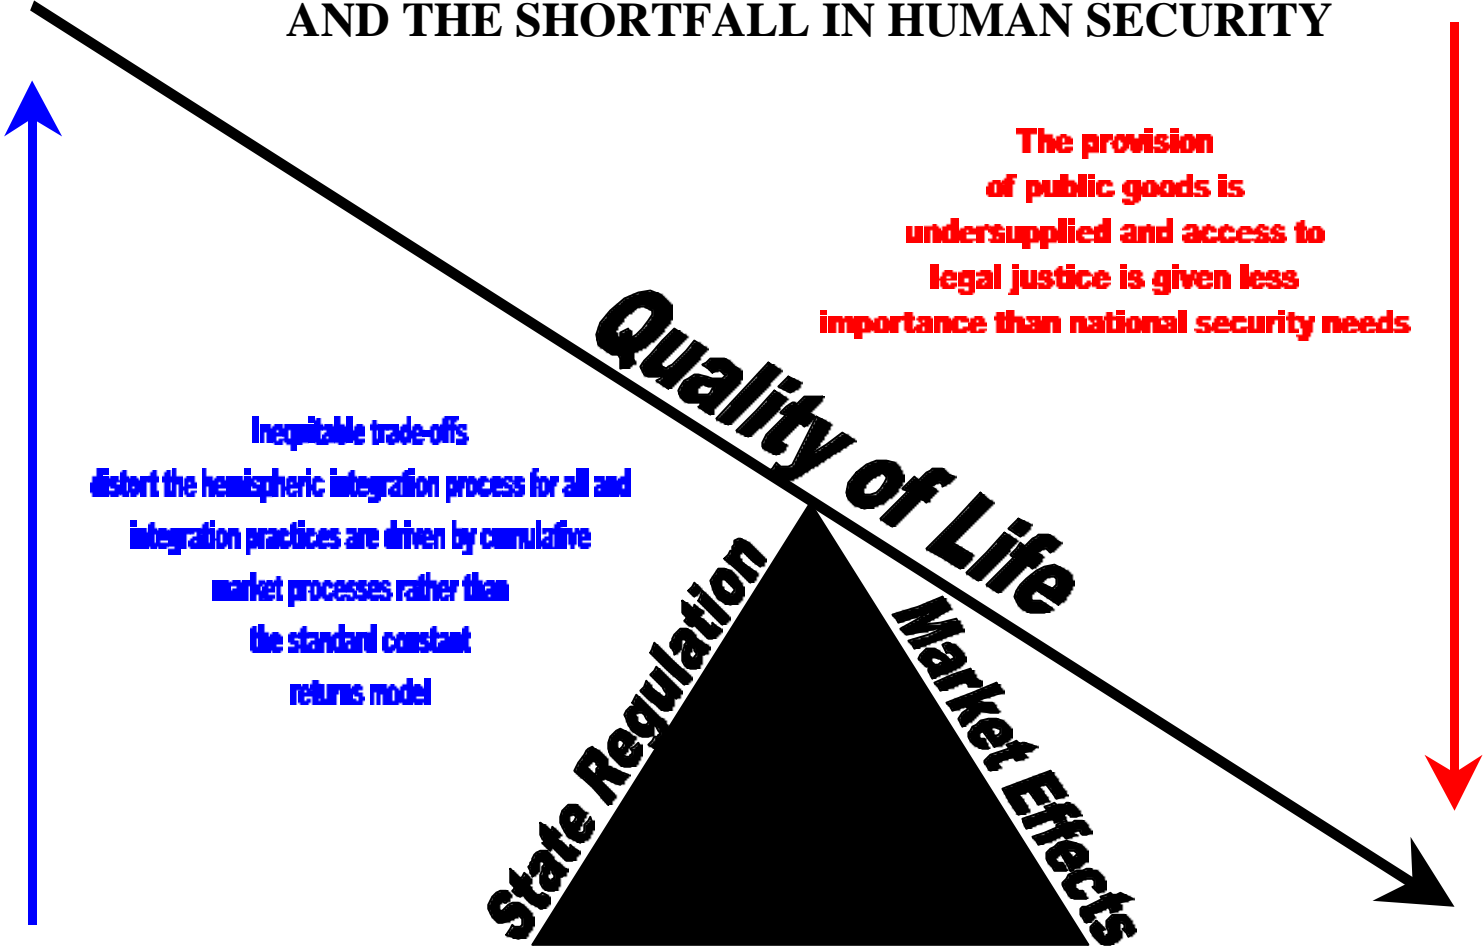 AND THE SHORTFALL IN HUMAN SECURITY
The provision
of public goods is
undersupplied and access to
legal justice is given less
importance than national security needs
Quality of Life
Inequitable trade-offs
distort the hemispheric integration process for all and
integration practices are driven by cumulative
market processes rather than
the standard constant
returns model
State Regulation
Market Effects